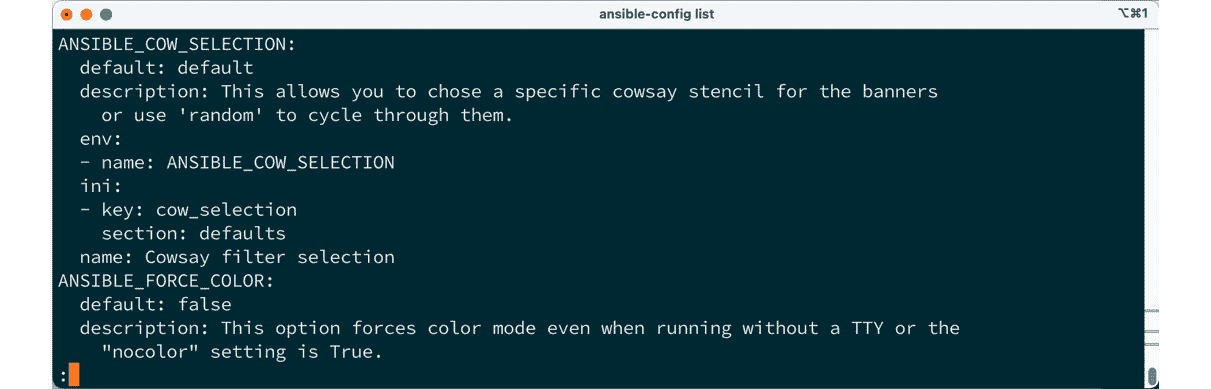 ansible-config list
⌥⌘1
ANSIBLE_COW_SELECTION:
  default: default
  description: This allows you to chose a specific cowsay stencil for the banners
    or use 'random' to cycle through them.
  env:
  - name: ANSIBLE_COW_SELECTION
  ini:
  - key: cow_selection
    section: defaults
  name: Cowsay filter selection
ANSIBLE_FORCE_COLOR:
  default: false
  description: This option forces color mode even when running without a TTY or the
    "nocolor" setting is True.
: